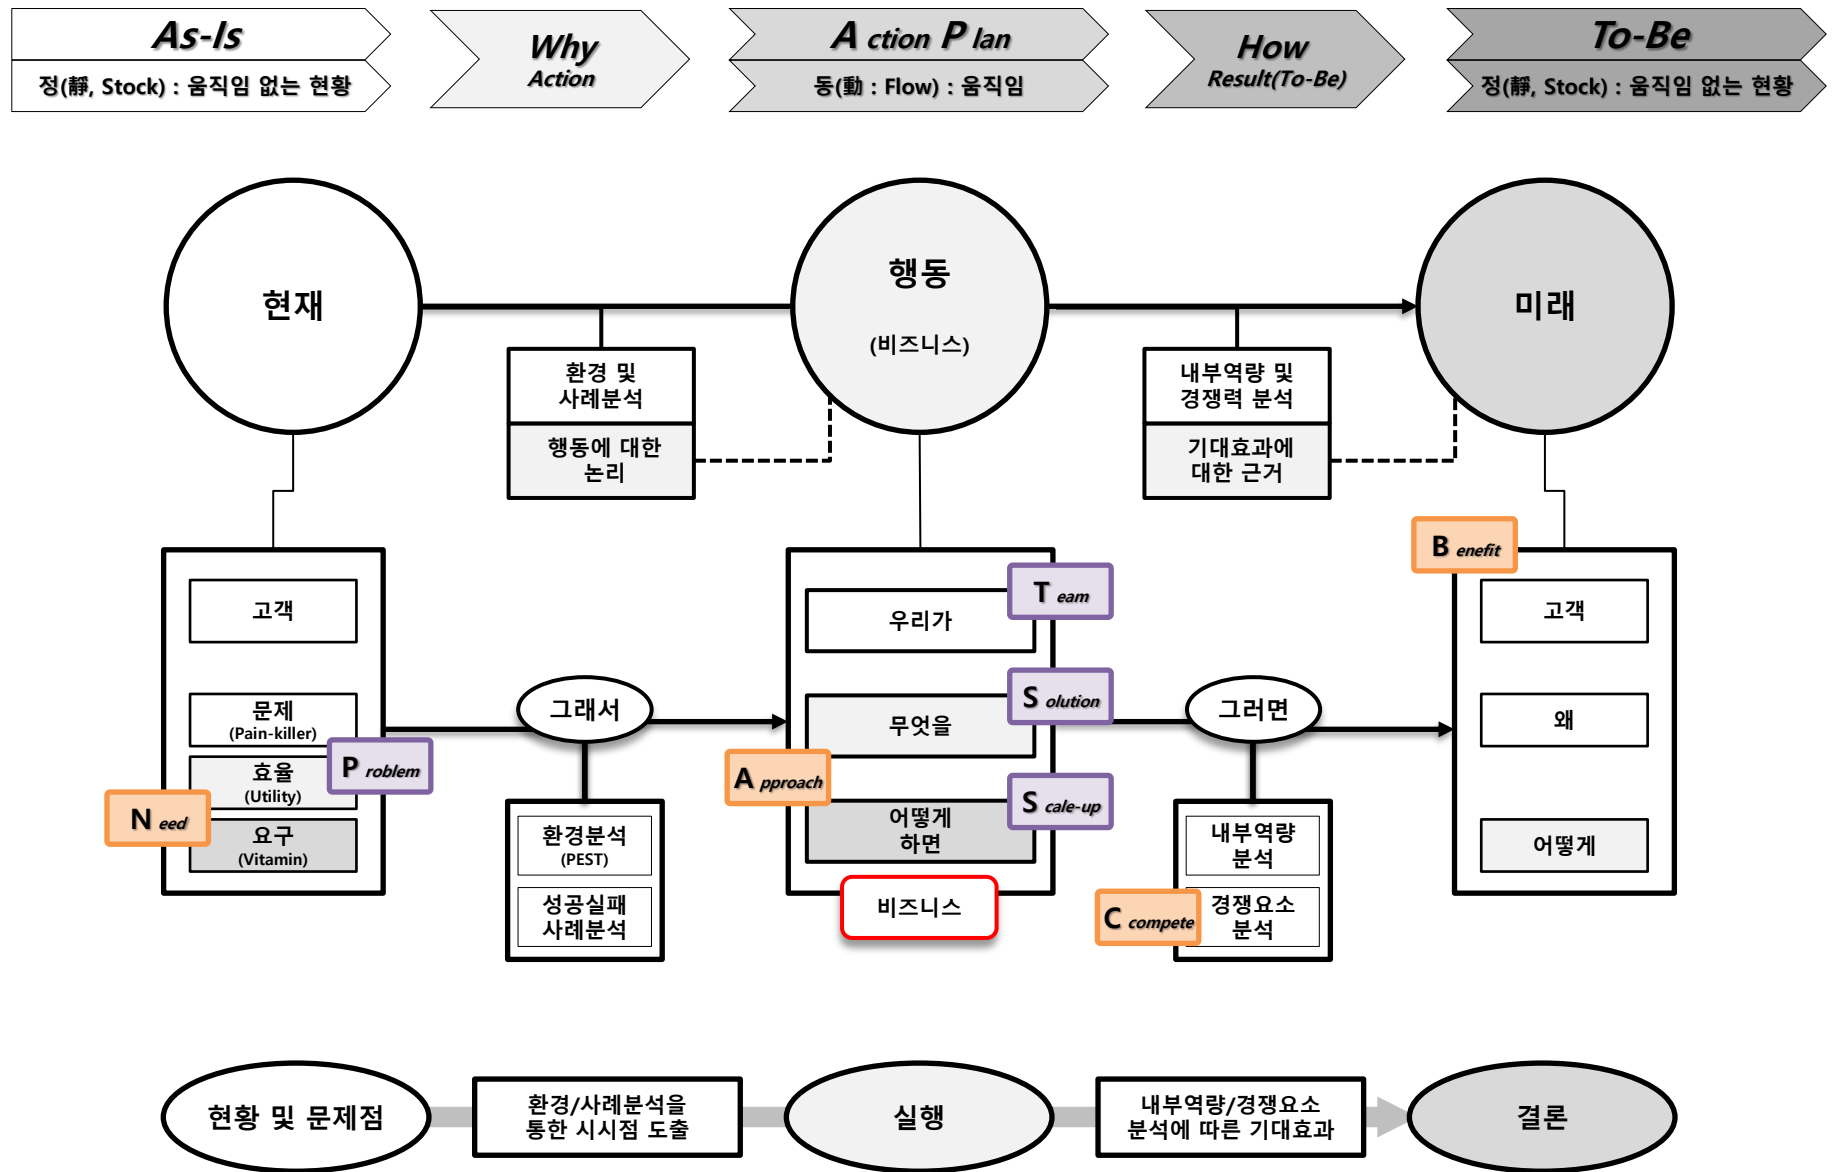 As-Is
정(靜, Stock) : 움직임 없는 현황
Why
Action
A ction P lan
동(動 : Flow) : 움직임
How
Result(To-Be)
To-Be
정(靜, Stock) : 움직임 없는 현황
현재
행동
(비즈니스)
미래
환경 및
사례분석
행동에 대한
논리
내부역량 및
경쟁력 분석
기대효과에
대한 근거
고객
문제
(Pain-killer)
효율
(Utility)
요구
(Vitamin)
P roblem
N eed
그래서
환경분석
(PEST)
성공실패
사례분석
우리가
무엇을
어떻게
하면
T eam
S olution
A pproach
S cale-up
비즈니스
그러면
내부역량
분석
경쟁요소
분석
C compete
B enefit
고객
왜
어떻게
현황 및 문제점
환경/사례분석을
통한 시시점 도출
실행
내부역량/경쟁요소
분석에 따른 기대효과
결론